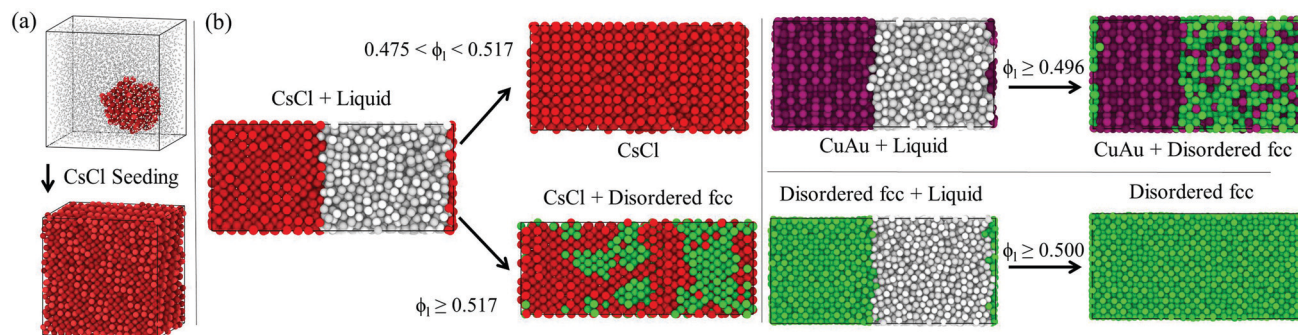 (a)
CsCl Seeding
(b)
CsCl + Liquid
0.475 < ϕₗ < 0.517
CsCl
CsCl + Disordered fcc
ϕₗ ≥ 0.517
CuAu + Liquid
ϕₗ ≥ 0.496
CuAu + Disordered fcc
Disordered fcc + Liquid
ϕₗ ≥ 0.500
Disordered fcc